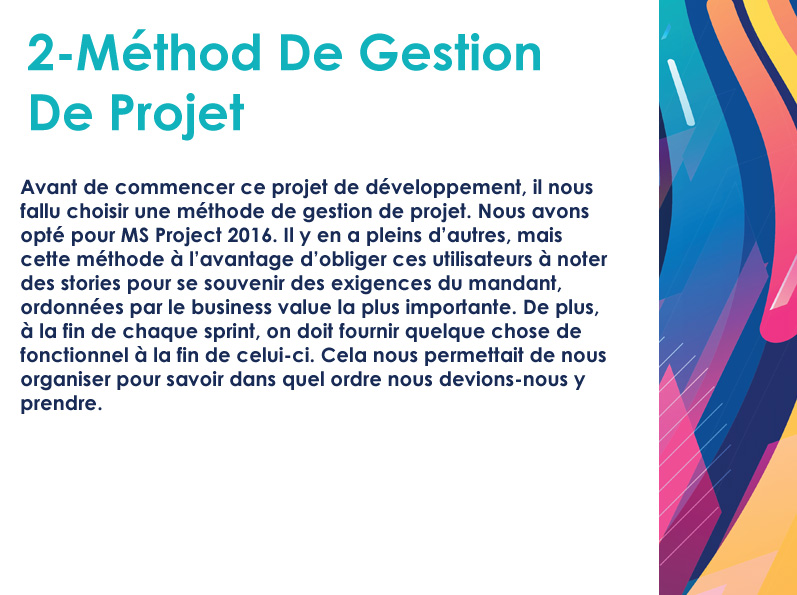 2-Méthod De Gestion
De Projet
Avant de commencer ce projet de développement, il nous
fallu choisir une méthode de gestion de projet. Nous avons
opté pour MS Project 2016. Il y en a pleins d’autres, mais
cette méthode à l’avantage d’obliger ces utilisateurs à noter
des stories pour se souvenir des exigences du mandant,
ordonnées par le business value la plus importante. De plus,
à la fin de chaque sprint, on doit fournir quelque chose de
fonctionnel à la fin de celui-ci. Cela nous permettait de nous
organiser pour savoir dans quel ordre nous devions-nous y
prendre.